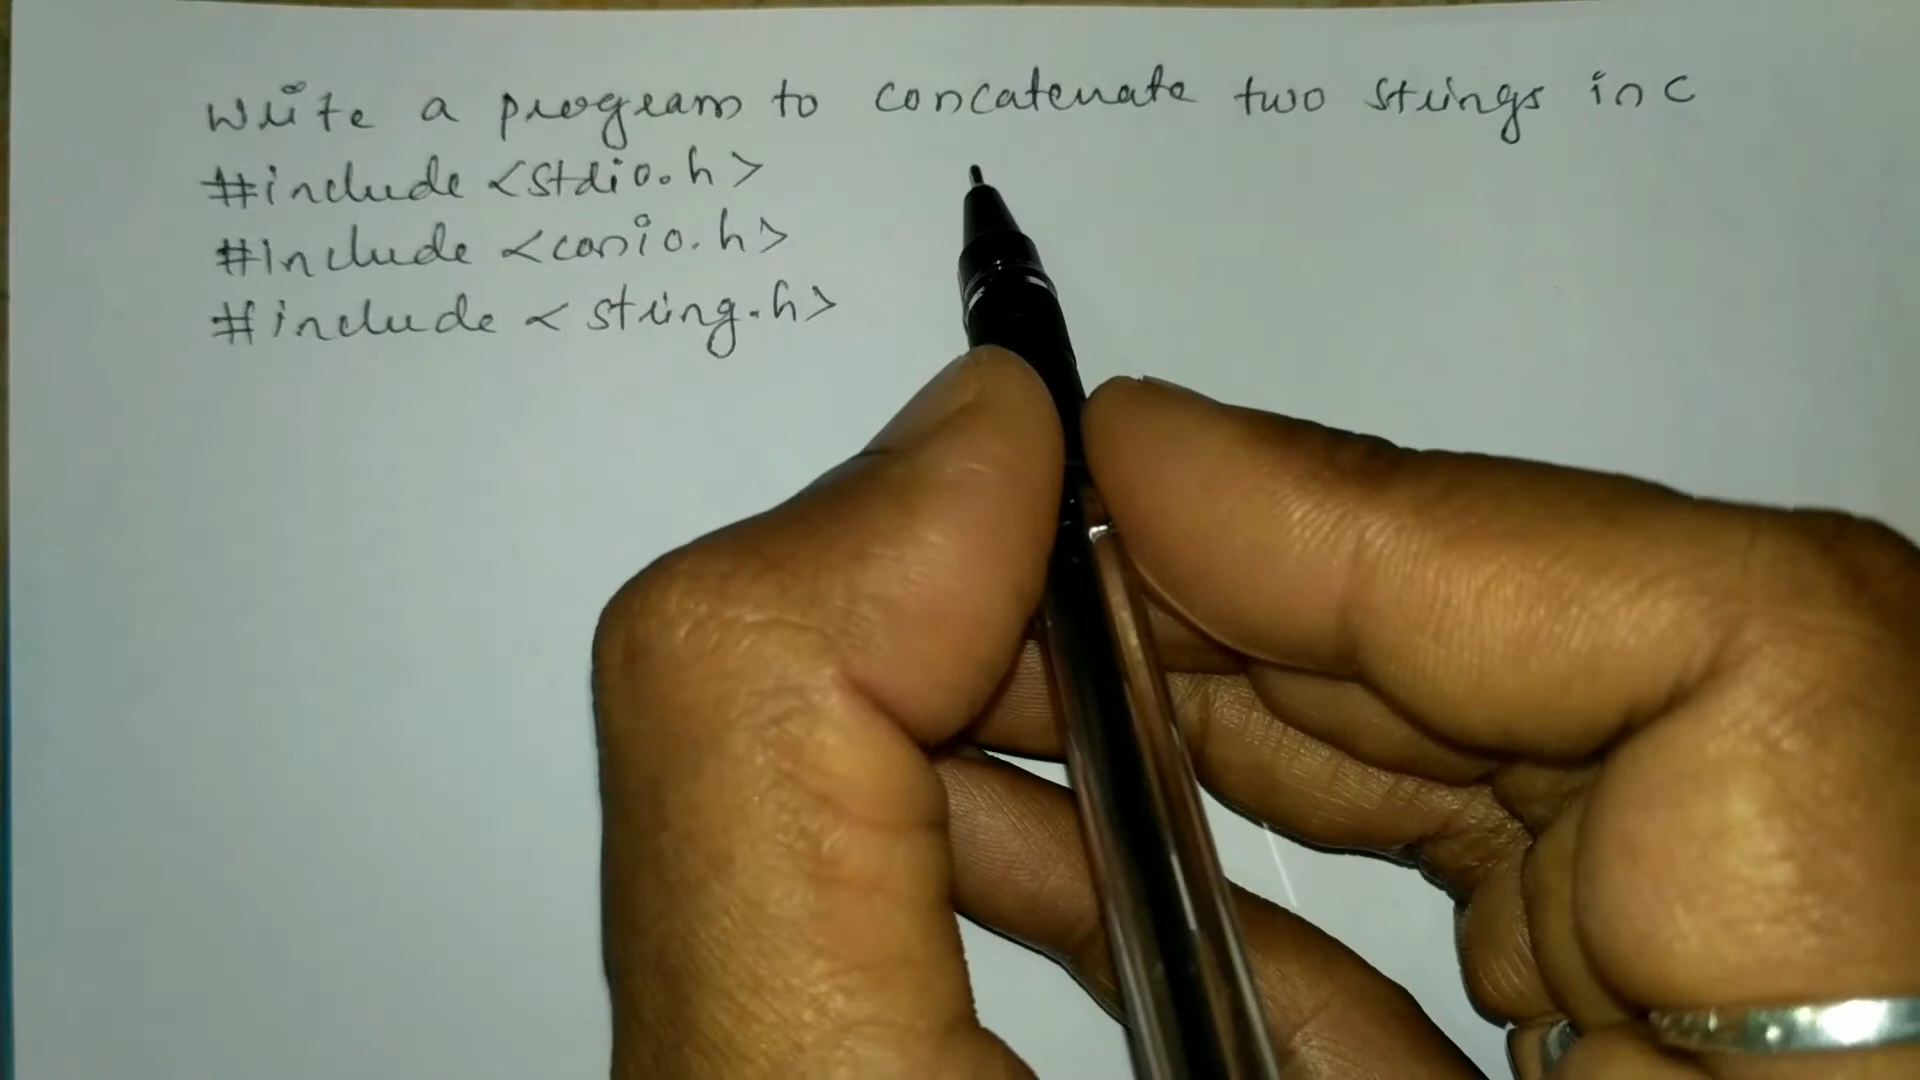 Write a program to concatenate two strings in c
#include <stdio.h>
#include <conio.h>
#include < string.h>